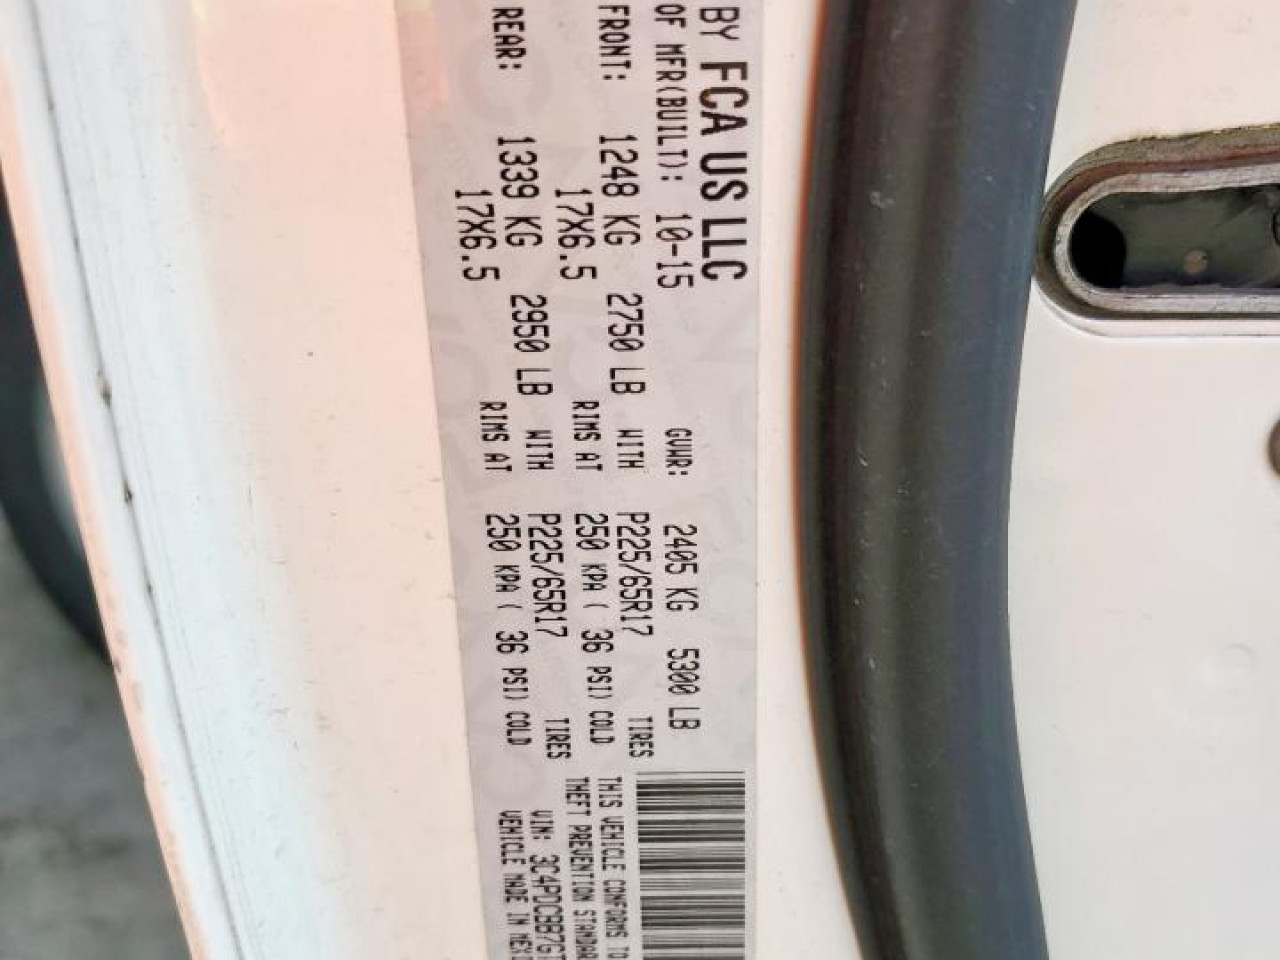 BY FCA US LLC
OF MFR(BUILT): 10-15 GVWR: 2405 KG 5300 LB
FRONT: 1248 KG 2750 LB WITH P225/65R17 TIRES
17X6.5 RIMS AT 250 KPA ( 36 PSI) COLD
REAR: 1339 KG 2950 LB WITH P225/65R17 TIRES
17X6.5 RIMS AT 250 KPA ( 36 PSI) COLD
THIS VEHICLE CONFORMS TO
THEFT PREVENTION STANDAR
VIN: 3C4PDCBB7GT
VEHICLE MADE IN MEXI